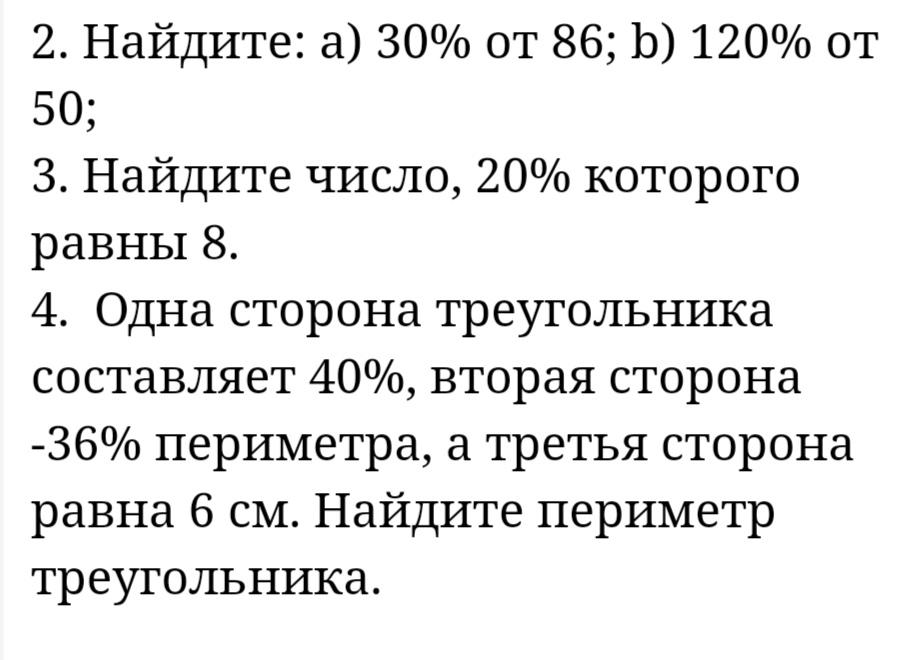 2. Найдите: a) 30% от 86; b) 120% от
50;
3. Найдите число, 20% которого
равны 8.
4.  Одна сторона треугольника
составляет 40%, вторая сторона
-36% периметра, а третья сторона
равна 6 см. Найдите периметр
треугольника.